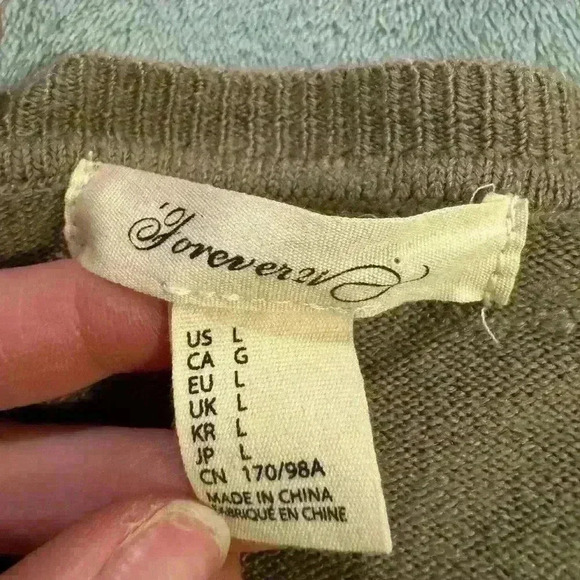 Forever21
US L
CA G
EU L
UK L
KR L
JP L
CN 170/98A
MADE IN CHINA
FABRIQUÉ EN CHINE